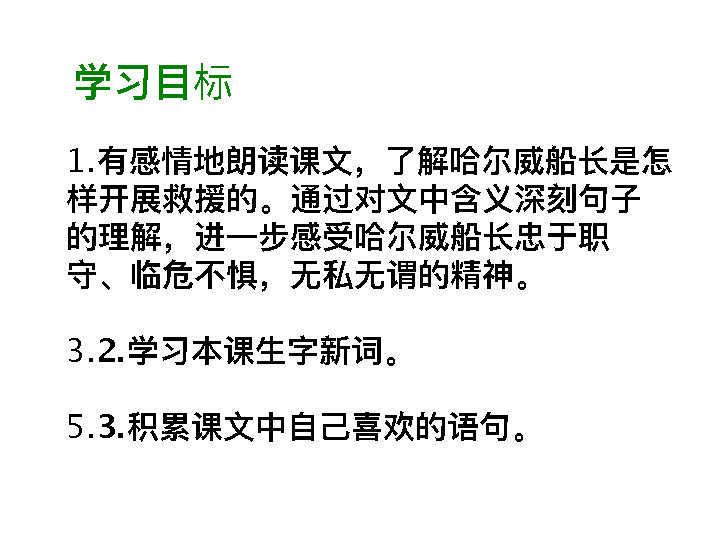 学习目标
1.有感情地朗读课文，了解哈尔威船长是怎
样开展救援的。通过对文中含义深刻句子
的理解，进一步感受哈尔威船长忠于职
守、临危不惧，无私无谓的精神。
3.2.学习本课生字新词。
5.3.积累课文中自己喜欢的语句。